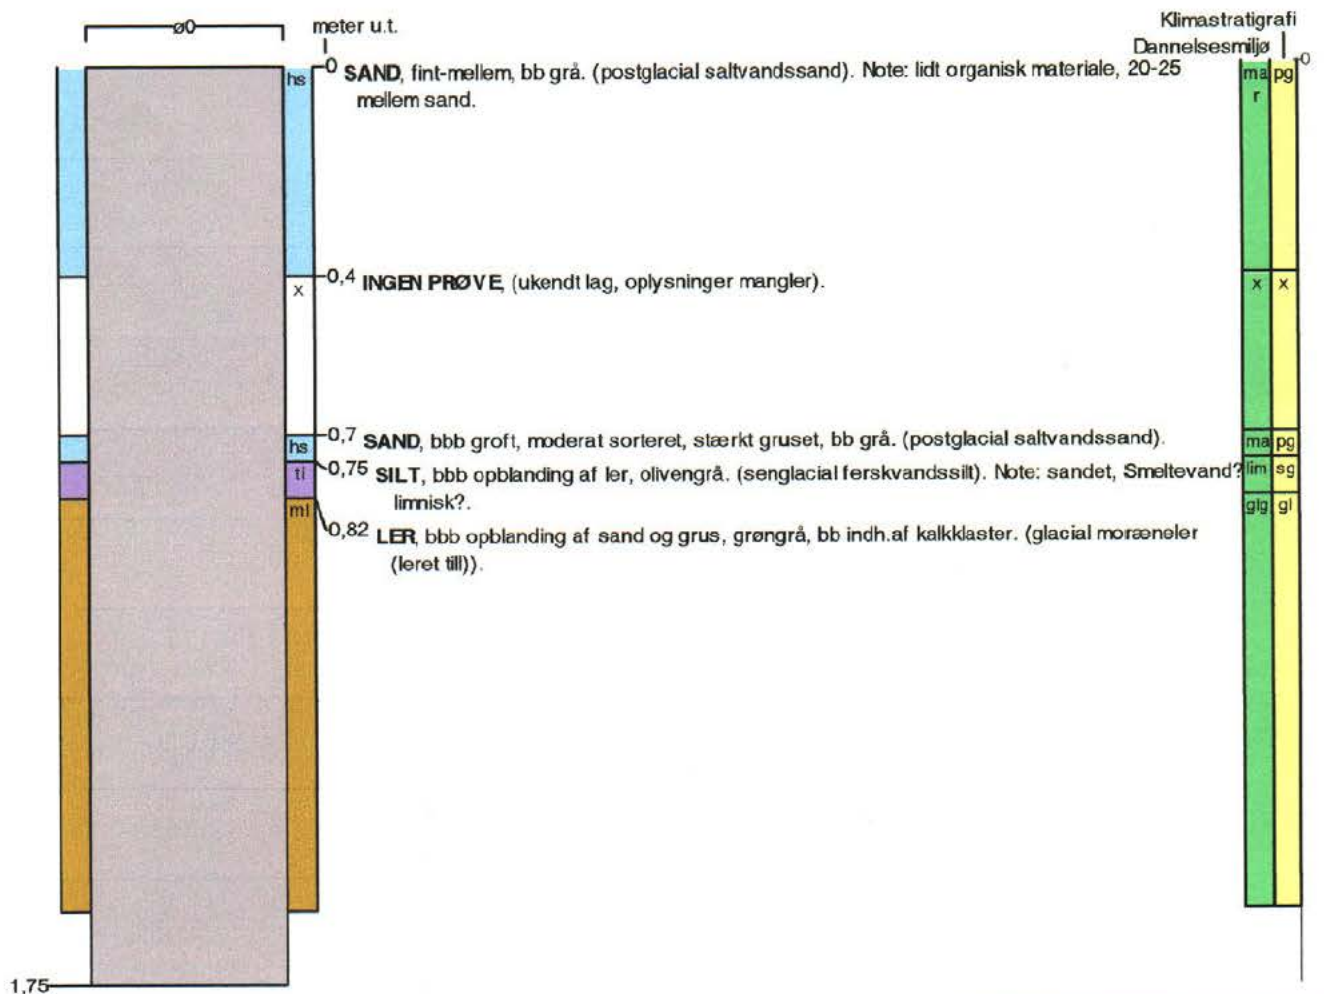 ø0
meter u.t.
Klimastratigrafi
Dannelsesmiljø
0
0
hs
SAND, fint-mellem, bb grå. (postglacial saltvandssand). Note: lidt organisk materiale, 20-25
mellem sand.
ma pg
r
0,4 INGEN PRØVE, (ukendt lag, oplysninger mangler).
x
x x
hs
0,7 SAND, bbb groft, moderat sorteret, stærkt gruset, bb grå. (postglacial saltvandssand).
ma pg
tl
0,75 SILT, bbb opblanding af ler, olivengrå. (senglacial ferskvandssilt). Note: sandet, Smeltevand?
limnisk?.
lim sg
ml
0,82 LER, bbb opblanding af sand og grus, grøngrå, bb indh.af kalkklaster. (glacial moræneler
(leret till)).
glg gl
1,75